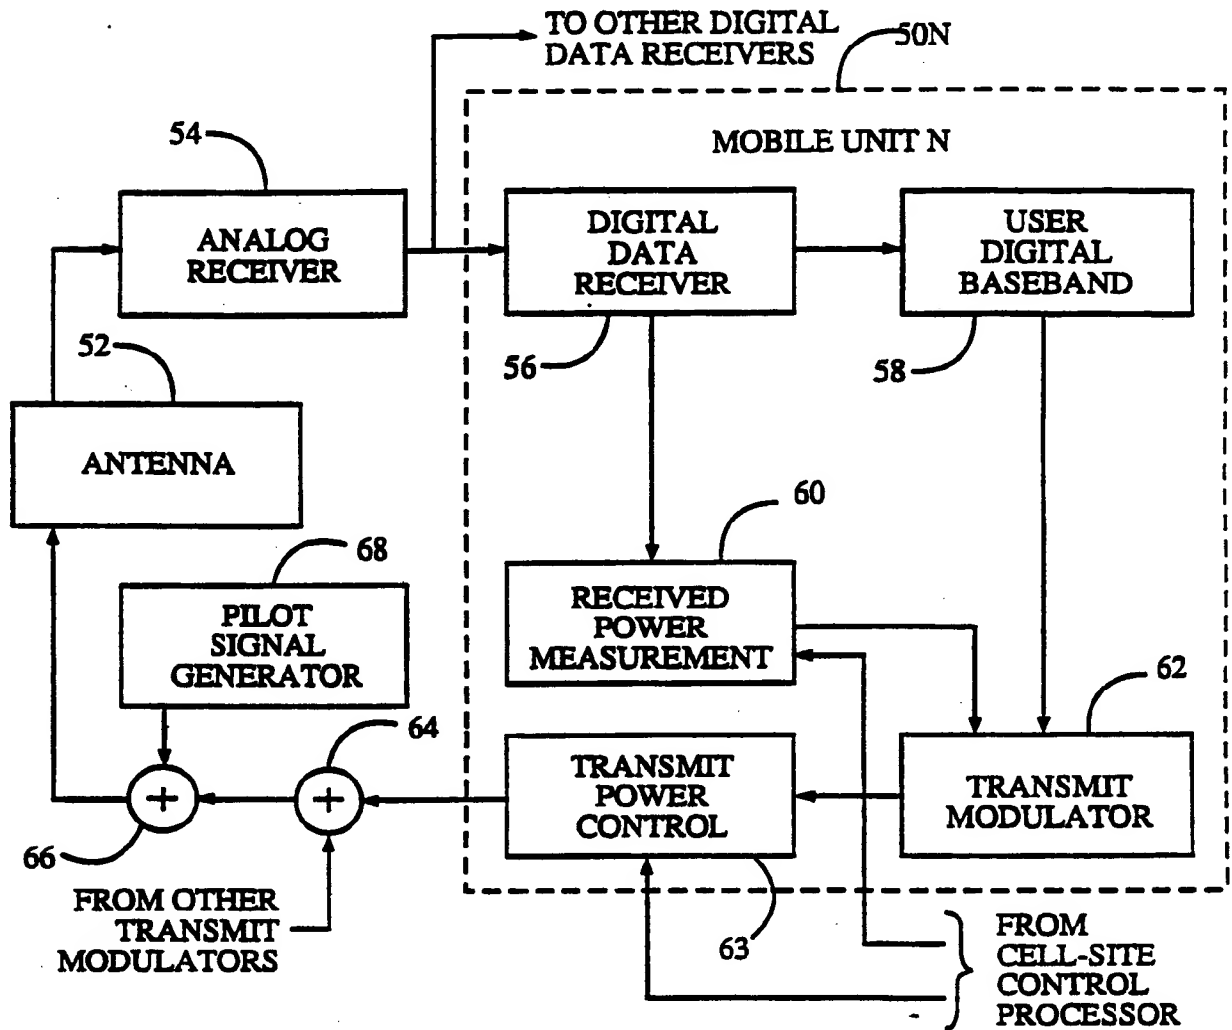 TO OTHER DIGITAL
DATA RECEIVERS
50N
MOBILE UNIT N
54
ANALOG
RECEIVER
DIGITAL
DATA
RECEIVER
USER
DIGITAL
BASEBAND
52
56
58
ANTENNA
60
68
PILOT
SIGNAL
GENERATOR
RECEIVED
POWER
MEASUREMENT
62
64
TRANSMIT
POWER
CONTROL
TRANSMIT
MODULATOR
+
+
66
FROM OTHER
TRANSMIT
MODULATORS
63
FROM
CELL-SITE
CONTROL
PROCESSOR